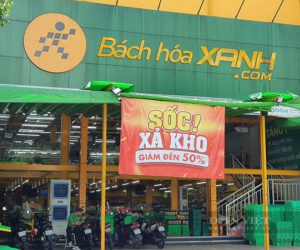 Bách hóa XANH
.COM
SỐC!
XẢ KHO
GIẢM ĐẾN 50%